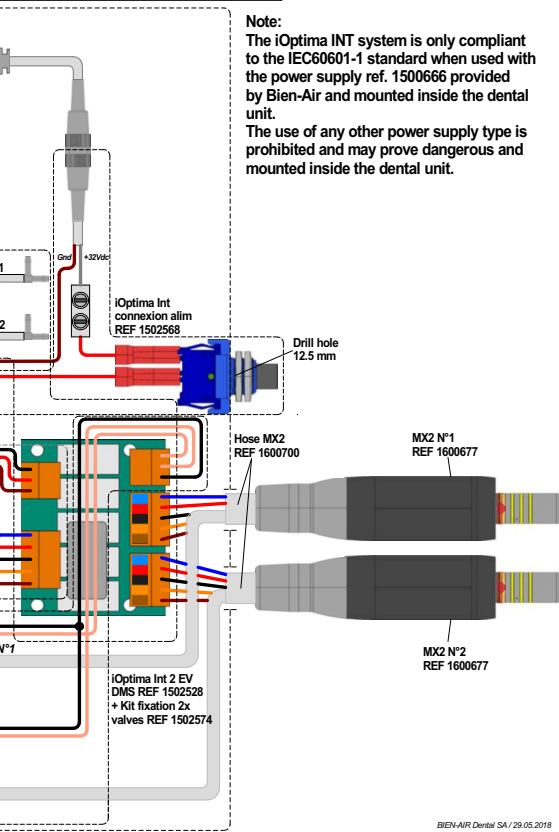 Note:
The iOptima INT system is only compliant
to the IEC60601-1 standard when used with
the power supply ref. 1500666 provided
by Bien-Air and mounted inside the dental
unit.
The use of any other power supply type is
prohibited and may prove dangerous and
mounted inside the dental unit.
Gnd
+32Vdc
1
2
iOptima Int
connexion alim
REF 1502568
Drill hole
12.5 mm
Hose MX2
REF 1600700
MX2 N°1
REF 1600677
MX2 N°2
REF 1600677
N°1
iOptima Int 2 EV
DMS REF 1502528
+ Kit fixation 2x
valves REF 1502574
BIEN-AIR Dental SA / 29.05.2018